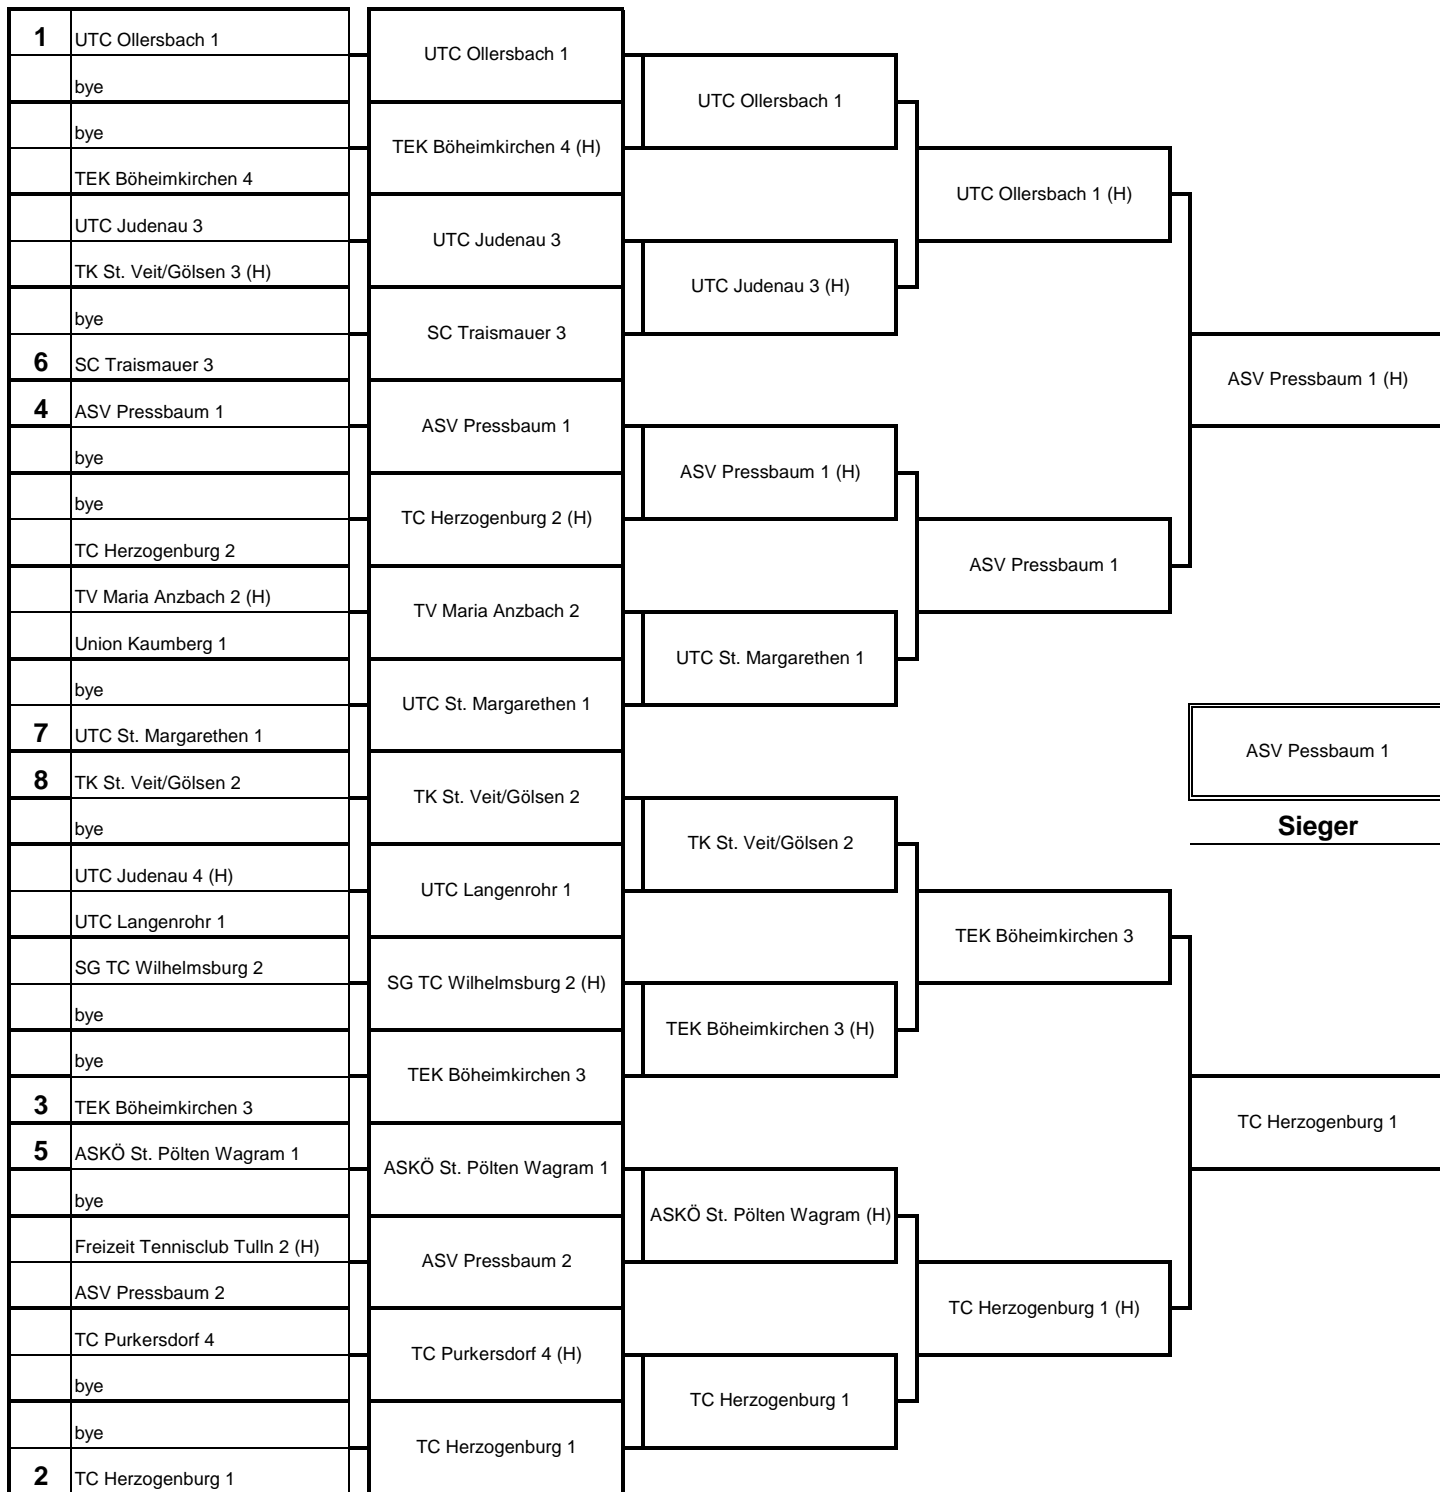 1 UTC Ollersbach 1
bye
bye
TEK Böheimkirchen 4
UTC Judenau 3
TK St. Veit/Gölsen 3 (H)
bye
6 SC Traismauer 3
4 ASV Pressbaum 1
bye
bye
TC Herzogenburg 2
TV Maria Anzbach 2 (H)
Union Kaumberg 1
bye
7 UTC St. Margarethen 1
8 TK St. Veit/Gölsen 2
bye
UTC Judenau 4 (H)
UTC Langenrohr 1
SG TC Wilhelmsburg 2
bye
bye
3 TEK Böheimkirchen 3
5 ASKÖ St. Pölten Wagram 1
bye
Freizeit Tennisclub Tulln 2 (H)
ASV Pressbaum 2
TC Purkersdorf 4
bye
bye
2 TC Herzogenburg 1
UTC Ollersbach 1
TEK Böheimkirchen 4 (H)
UTC Judenau 3
SC Traismauer 3
ASV Pressbaum 1
TC Herzogenburg 2 (H)
TV Maria Anzbach 2
UTC St. Margarethen 1
TK St. Veit/Gölsen 2
UTC Langenrohr 1
SG TC Wilhelmsburg 2 (H)
TEK Böheimkirchen 3
ASKÖ St. Pölten Wagram 1
ASV Pressbaum 2
TC Purkersdorf 4 (H)
TC Herzogenburg 1
UTC Ollersbach 1
UTC Judenau 3 (H)
ASV Pressbaum 1 (H)
UTC St. Margarethen 1
TK St. Veit/Gölsen 2
TEK Böheimkirchen 3 (H)
ASKÖ St. Pölten Wagram (H)
TC Herzogenburg 1
UTC Ollersbach 1 (H)
ASV Pressbaum 1
TEK Böheimkirchen 3
TC Herzogenburg 1 (H)
ASV Pressbaum 1 (H)
TC Herzogenburg 1
ASV Pessbaum 1
Sieger